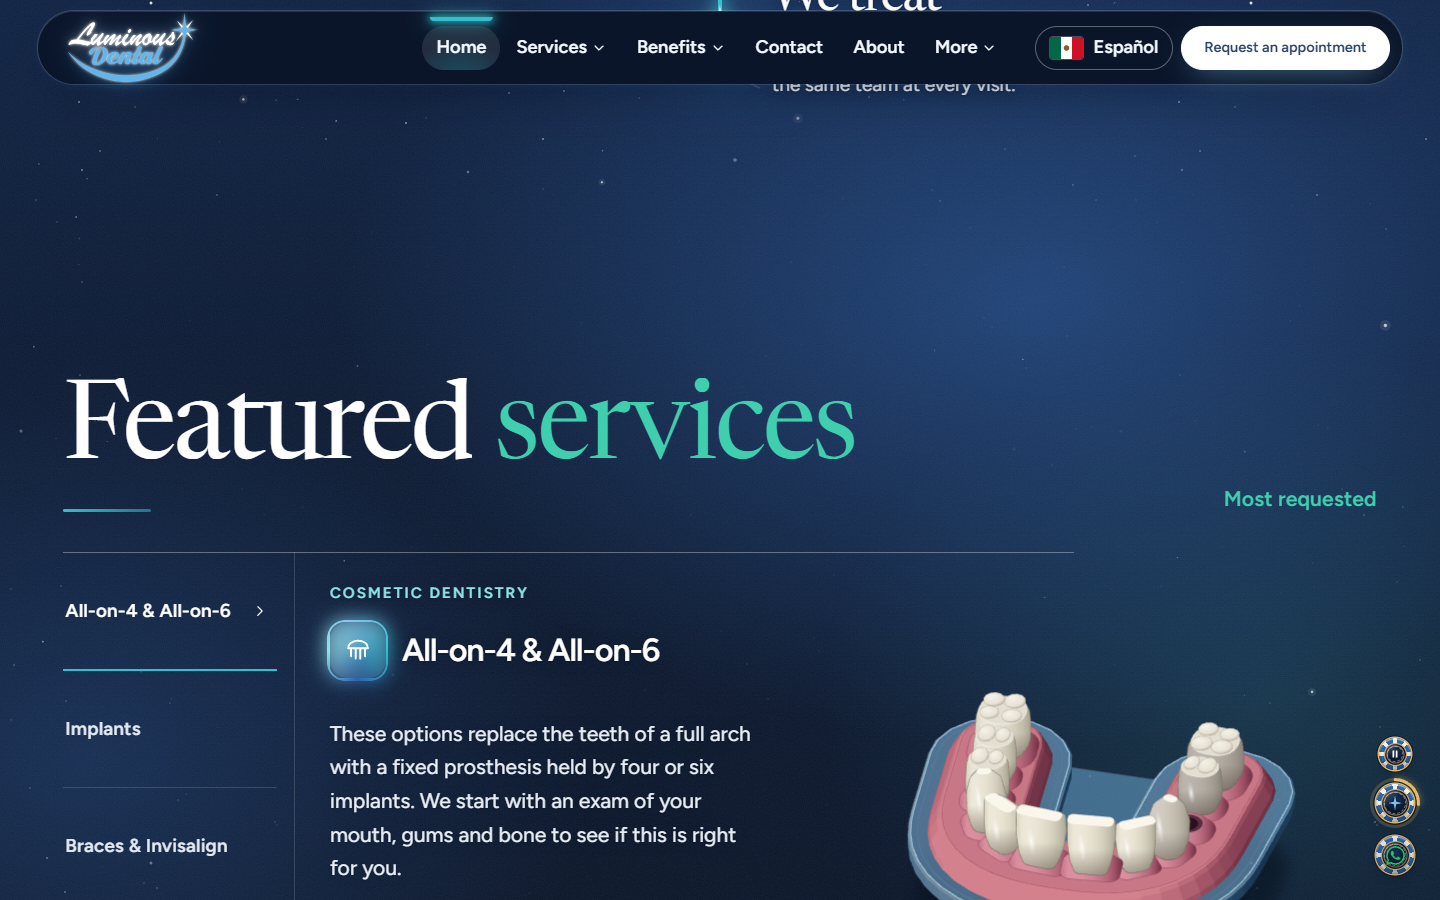 We treat
Luminous
Dental
Home
Services
Benefits
Contact
About
More
Español
Request an appointment
the same team at every visit.
Featured services
Most requested
All-on-4 & All-on-6
Implants
Braces & Invisalign
COSMETIC DENTISTRY
All-on-4 & All-on-6
These options replace the teeth of a full arch
with a fixed prosthesis held by four or six
implants. We start with an exam of your
mouth, gums and bone to see if this is right
for you.